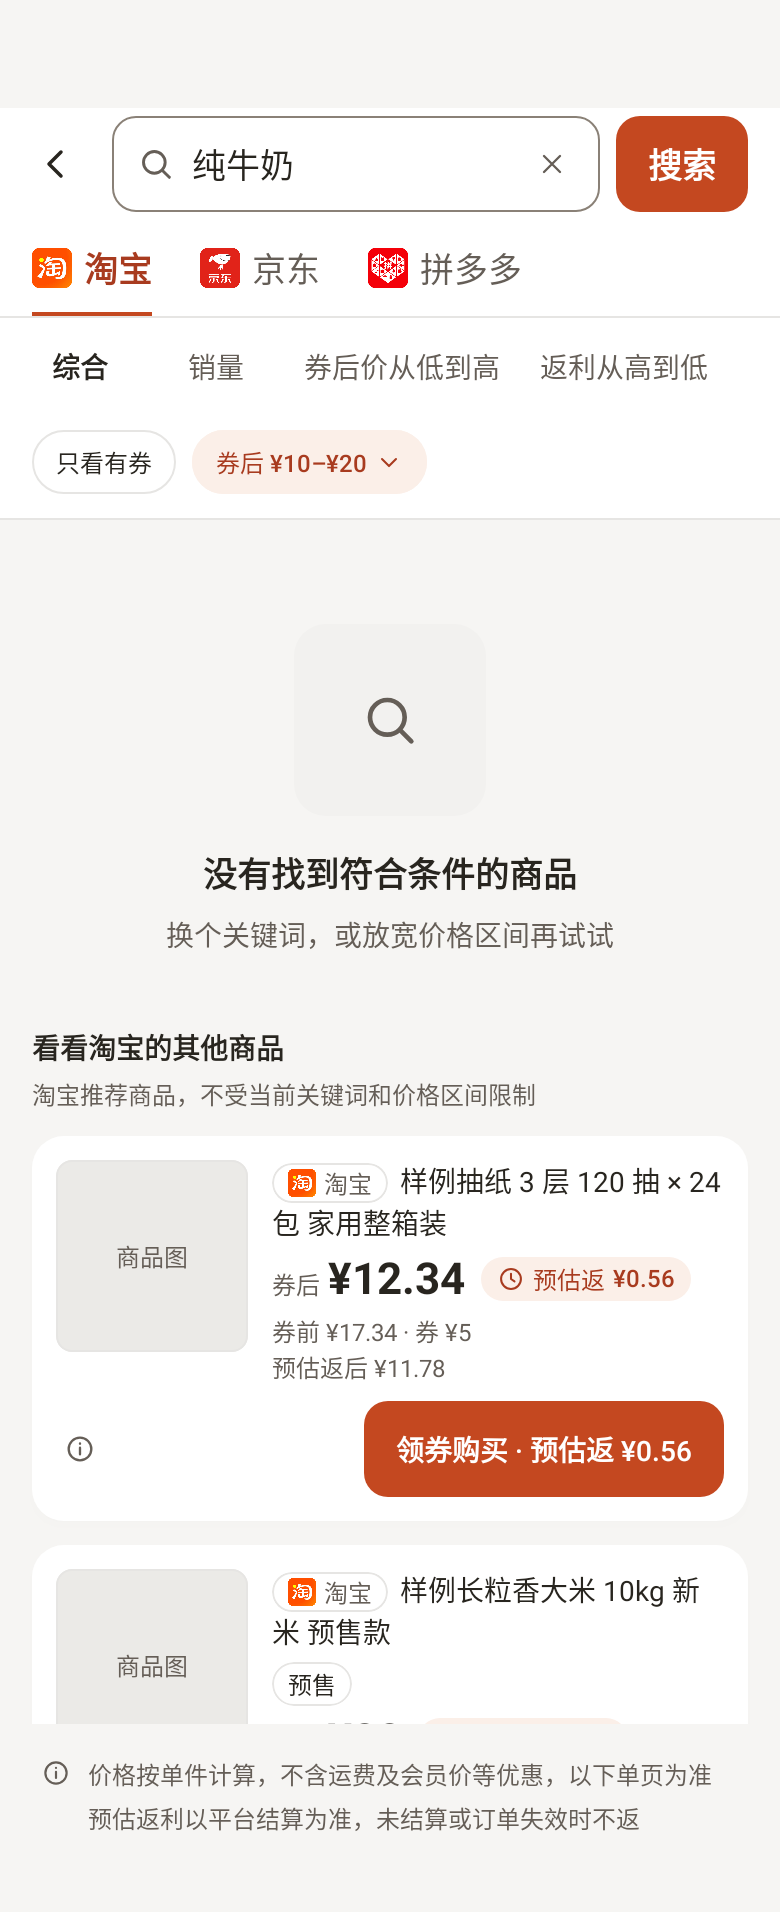 纯牛奶
搜索
淘 淘宝 京东 京东 拼多多
综合 销量 券后价从低到高 返利从高到低
只看有券 券后 ¥10–¥20
没有找到符合条件的商品
换个关键词，或放宽价格区间再试试
看看淘宝的其他商品
淘宝推荐商品，不受当前关键词和价格区间限制
商品图
淘 淘宝 样例抽纸 3 层 120 抽 × 24
包 家用整箱装
券后 ¥12.34 预估返 ¥0.56
券前 ¥17.34 · 券 ¥5
预估返后 ¥11.78
领券购买 · 预估返 ¥0.56
商品图
淘 淘宝 样例长粒香大米 10kg 新
米 预售款
预售
价格按单件计算，不含运费及会员价等优惠，以下单页为准
预估返利以平台结算为准，未结算或订单失效时不返